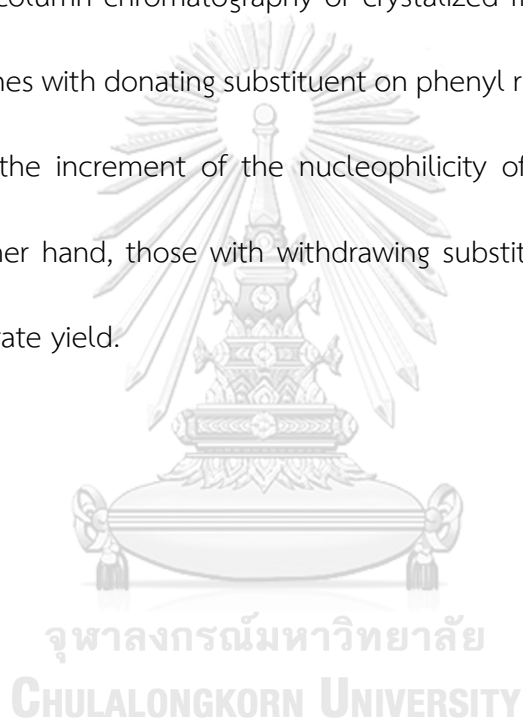 column chromatography or crystalized
nes with donating substituent on phenyl
the increment of the nucleophilicity of
her hand, those with withdrawing
rate yield.
จุฬาลงกรณ์มหาวิทยาลัย
CHULALONGKORN UNIVERSITY